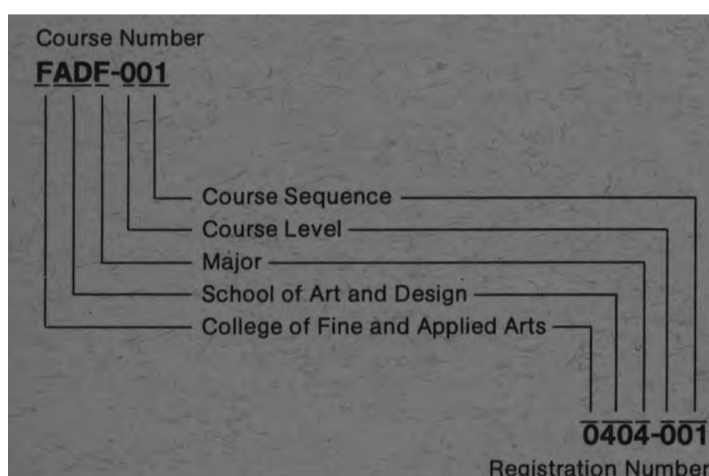 Course Number
FADF-001
Course Sequence
Course Level
Major
School of Art and Design
College of Fine and Applied Arts
0404-001
Registration Number